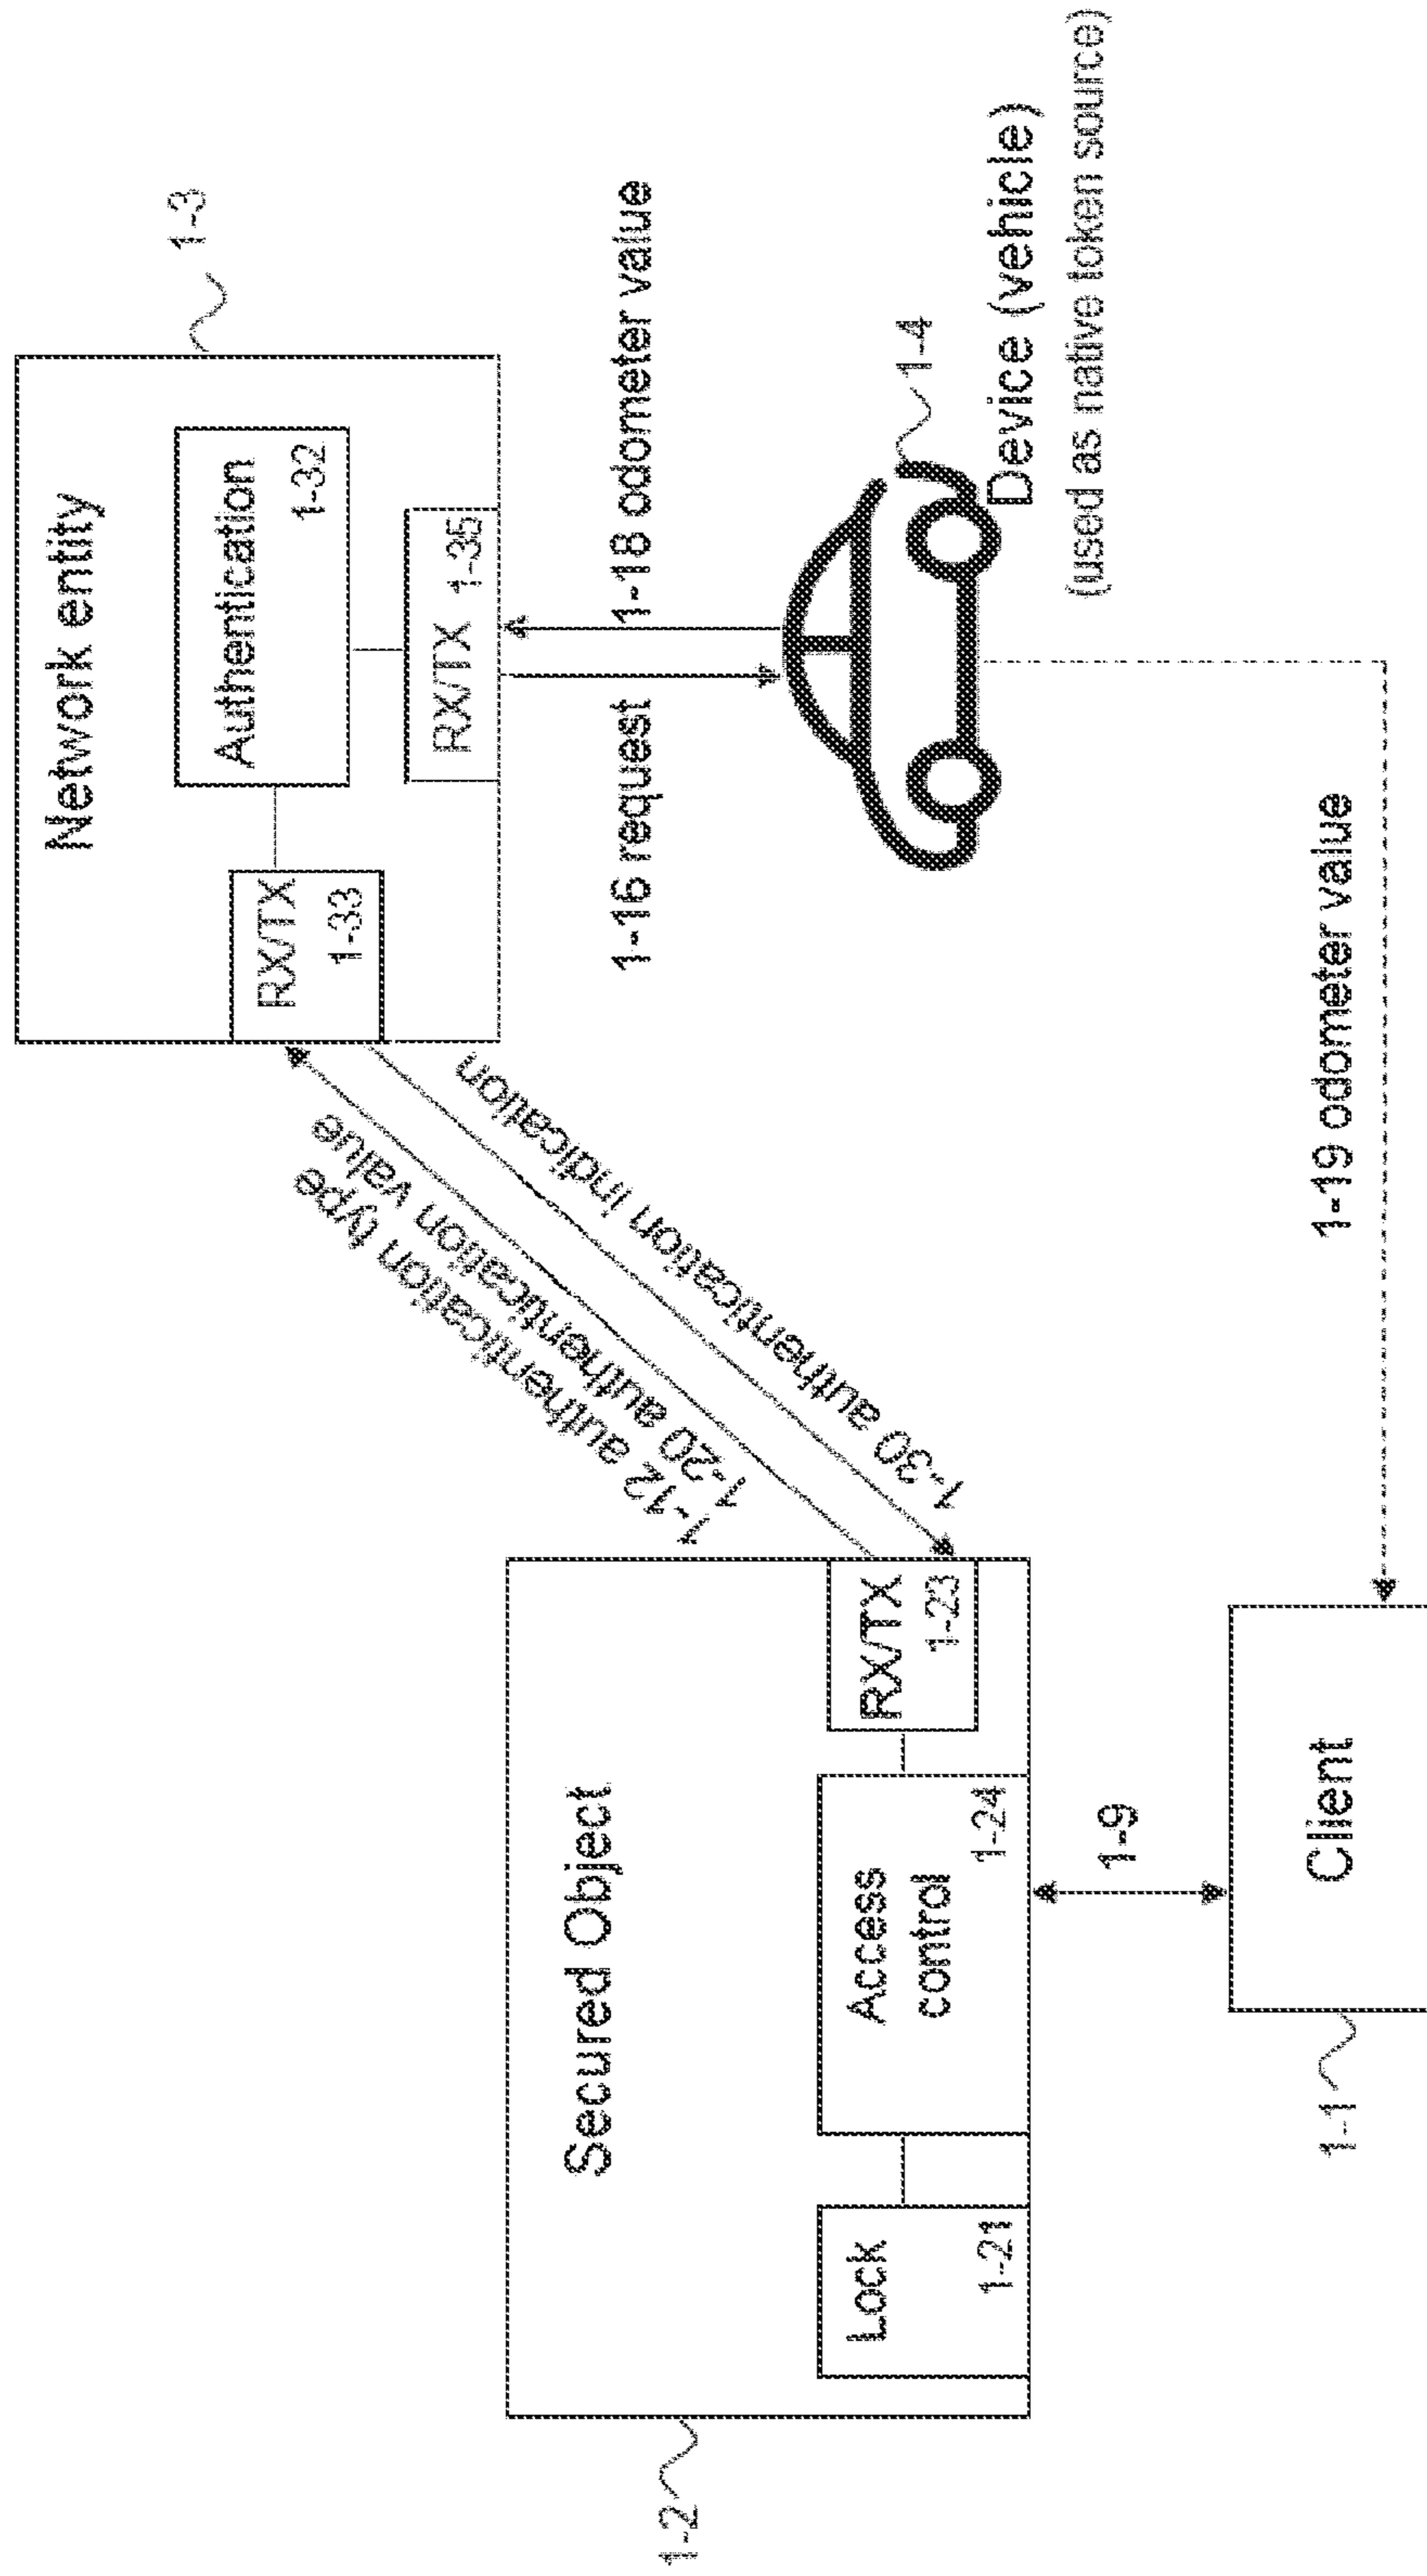 Network entity
1-3
Authentication
1-32
RX/TX
1-33
RX/TX 1-35
1-12 authentication type
1-20 authentication value
1-30 authentication indication
1-16 request
1-18 odometer value
1-4
Device (vehicle)
(used as native token source)
Secured Object
1-2
Lock
1-21
Access
control
1-24
RX/TX
1-23
1-9
1-19 odometer value
Client
1-1